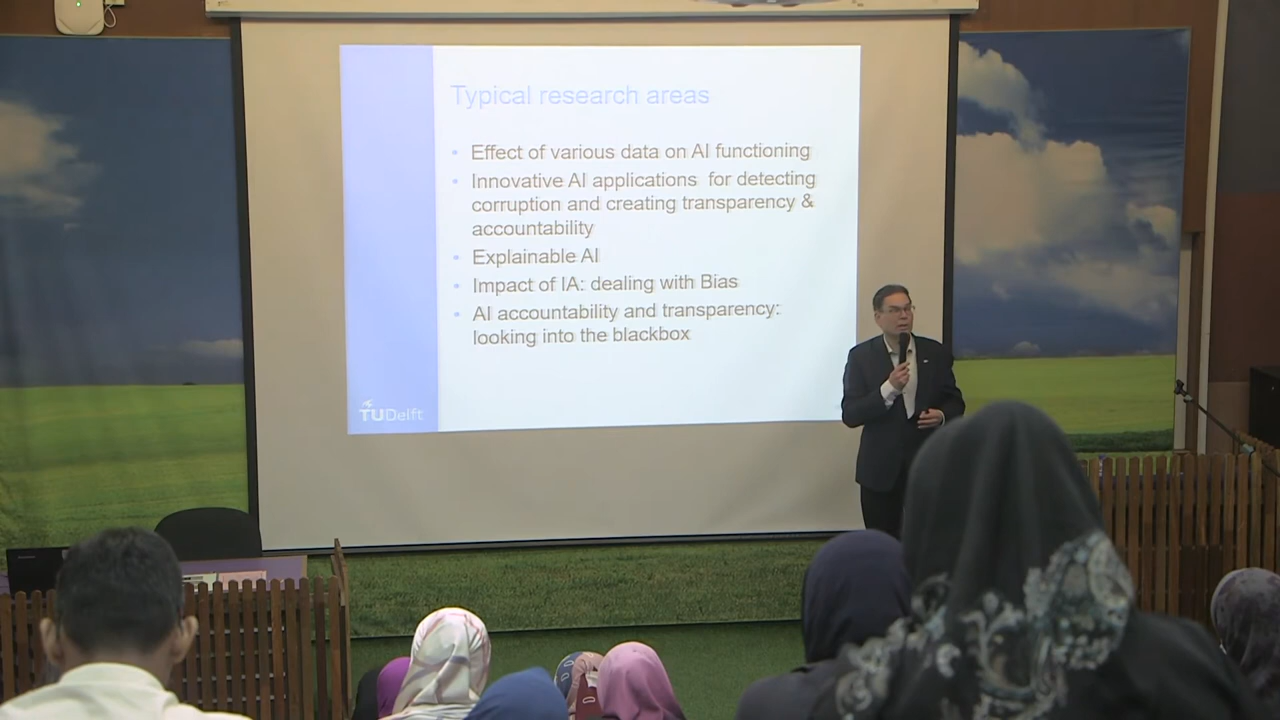 Typical research areas
• Effect of various data on AI functioning
• Innovative AI applications for detecting
corruption and creating transparency &
accountability
• Explainable AI
• Impact of IA: dealing with Bias
• AI accountability and transparency:
looking into the blackbox
TUDelft